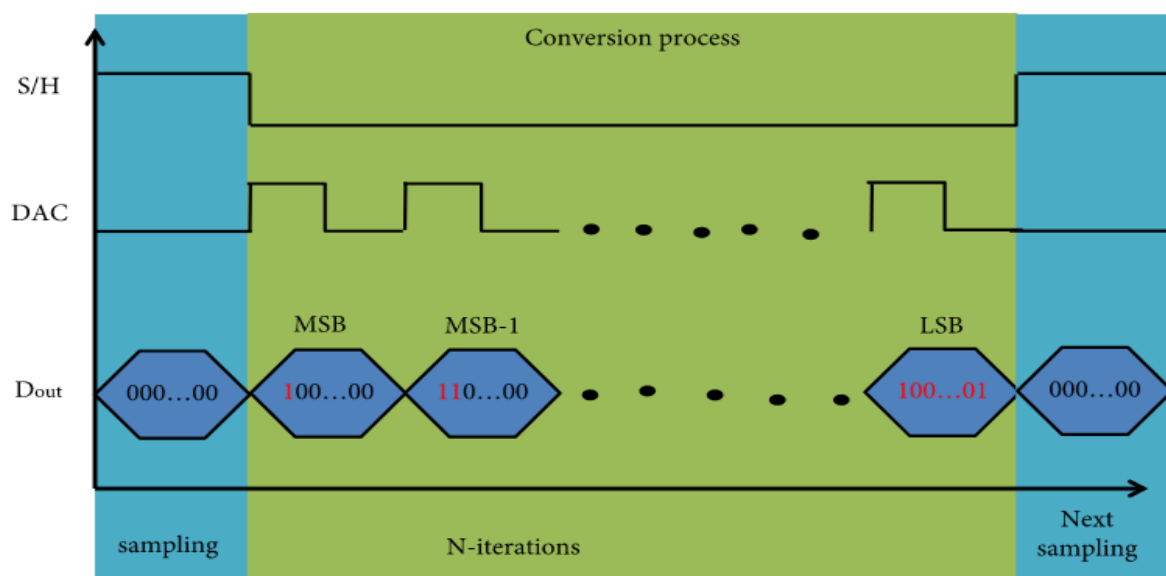 Conversion process
S/H
DAC
MSB MSB-1 LSB
Dout 000...00 100...00 110...00 100...01 000...00
sampling N-iterations Next
sampling